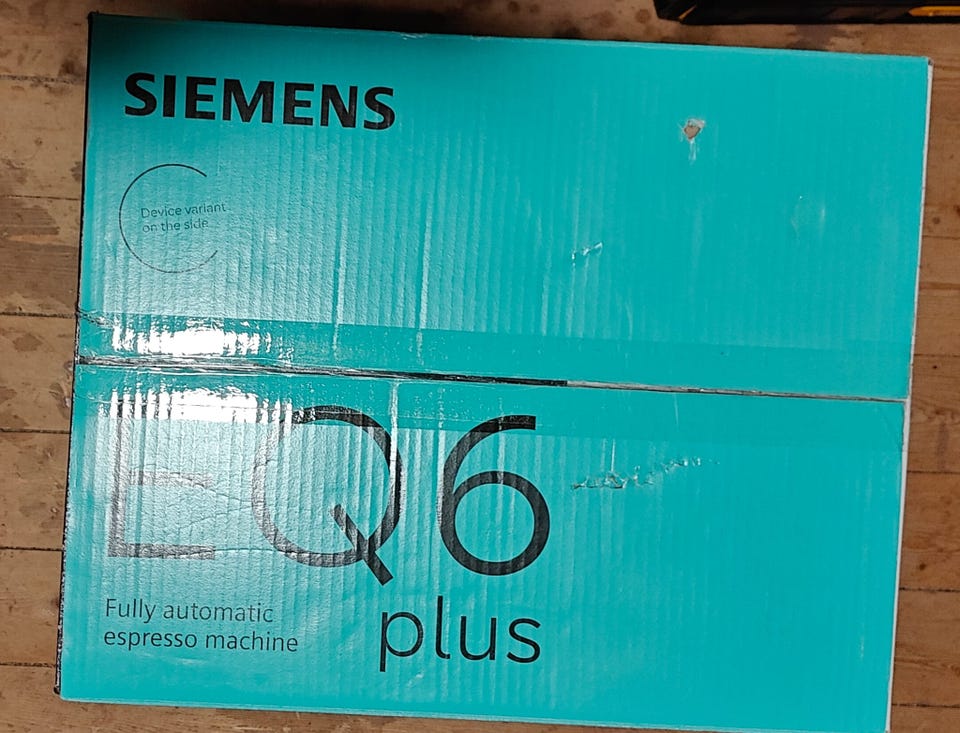 SIEMENS
Device variant
on the side
EQ6
plus
Fully automatic
espresso machine